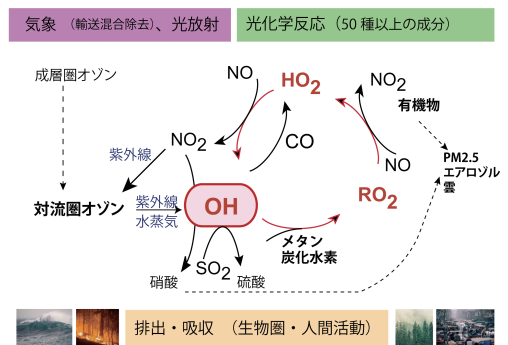 気象 (輸送混合除去)、光放射
光化学反応 (50種以上の成分)
成層圏オゾン
NO
HO2
NO2
有機物
NO2
CO
紫外線
NO
PM2.5
エアロゾル
雲
対流圏オゾン
紫外線
水蒸気
OH
RO2
メタン
炭化水素
SO2
硝酸
硫酸
排出・吸収 (生物圏・人間活動)